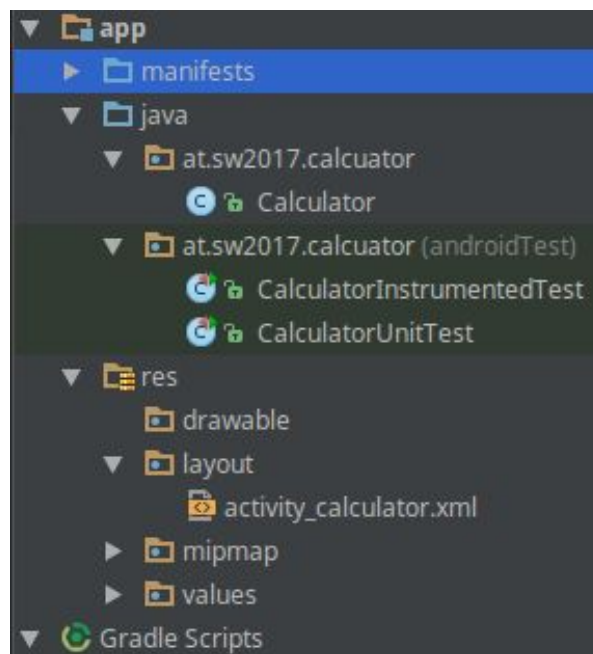 app
manifests
java
at.sw2017.calcuator
Calculator
at.sw2017.calcuator (androidTest)
CalculatorInstrumentedTest
CalculatorUnitTest
res
drawable
layout
activity_calculator.xml
mipmap
values
Gradle Scripts